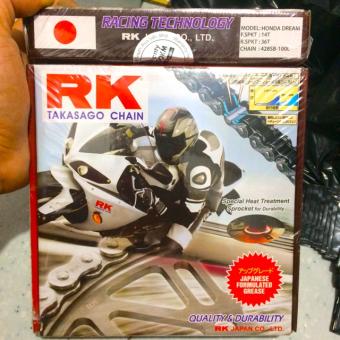 RACING TECHNOLOGY
RK CO., LTD.
MODEL:HONDA DREAM
F.SPKT : 14T
R.SPKT : 36T
CHAIN : 428SB-100L
RK
TAKASAGO CHAIN
Special Heat Treatment
Sprocket for Durability
RK
アップグレード
JAPANESE
FORMULATED
GREASE
QUALITY & DURABILITY
RK JAPAN CO., LTD.